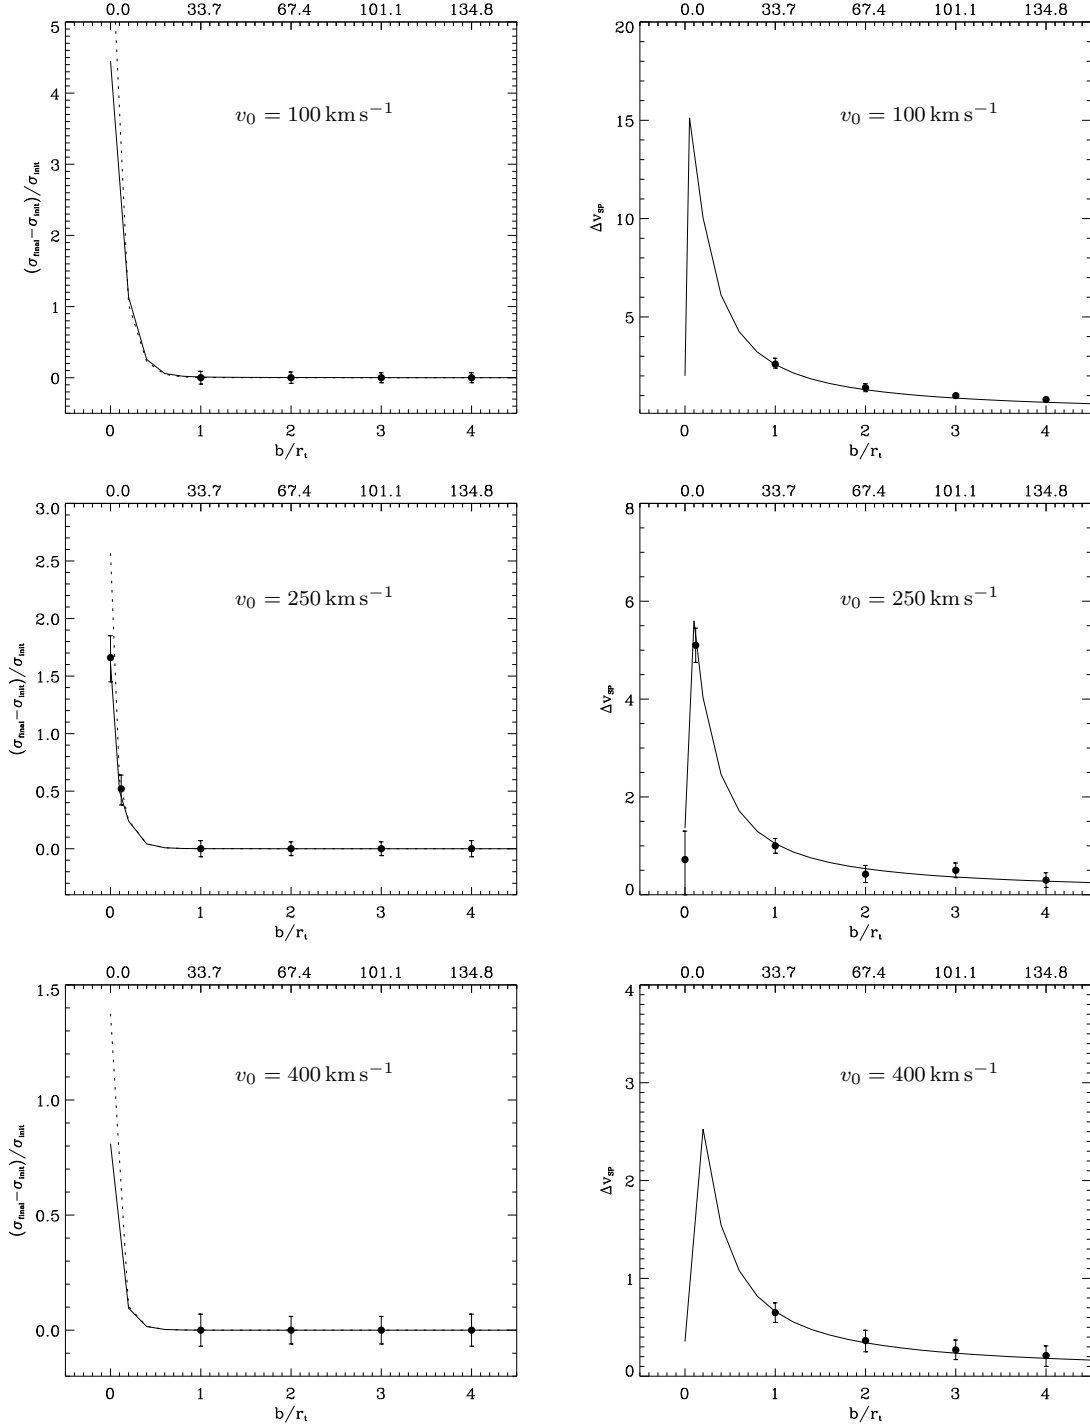 0.0 33.7 67.4 101.1 134.8
5
4
3
2
1
0
(σfinal−σinit)/σinit
v0 = 100 km s−1
0 1 2 3 4
b/rt
0.0 33.7 67.4 101.1 134.8
20
15
10
5
ΔvSP
v0 = 100 km s−1
0 1 2 3 4
b/rt
0.0 33.7 67.4 101.1 134.8
3.0
2.5
2.0
1.5
1.0
0.5
0.0
(σfinal−σinit)/σinit
v0 = 250 km s−1
0 1 2 3 4
b/rt
0.0 33.7 67.4 101.1 134.8
8
6
4
2
0
ΔvSP
v0 = 250 km s−1
0 1 2 3 4
b/rt
0.0 33.7 67.4 101.1 134.8
1.5
1.0
0.5
0.0
(σfinal−σinit)/σinit
v0 = 400 km s−1
0 1 2 3 4
b/rt
0.0 33.7 67.4 101.1 134.8
4
3
2
1
0
ΔvSP
v0 = 400 km s−1
0 1 2 3 4
b/rt